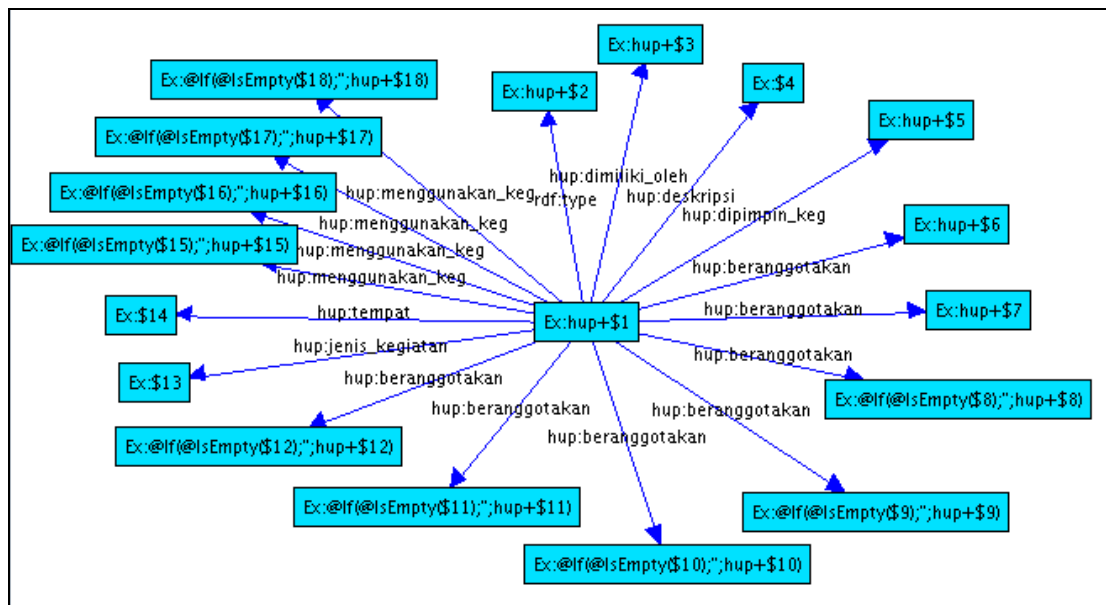 Ex:hup+$3
Ex:@If(@IsEmpty($18);";hup+$18)
Ex:$4
Ex:hup+$2
Ex:hup+$5
Ex:@If(@IsEmpty($17);";hup+$17)
hup:dimiliki_oleh
hup:menggunakan_keg
rdf:type
hup:deskripsi
Ex:@If(@IsEmpty($16);";hup+$16)
hup:dipimpin_keg
hup:menggunakan_keg
Ex:hup+$6
Ex:@If(@IsEmpty($15);";hup+$15)
hup:menggunakan_keg
hup:beranggotakan
hup:menggunakan_keg
Ex:$14
hup:tempat
Ex:hup+$1
hup:beranggotakan
Ex:hup+$7
hup:jenis_kegiatan
hup:beranggotakan
Ex:$13
hup:beranggotakan
Ex:@If(@IsEmpty($8);";hup+$8)
hup:beranggotakan
hup:beranggotakan
hup:beranggotakan
Ex:@If(@IsEmpty($12);";hup+$12)
Ex:@If(@IsEmpty($11);";hup+$11)
Ex:@If(@IsEmpty($9);";hup+$9)
Ex:@If(@IsEmpty($10);";hup+$10)